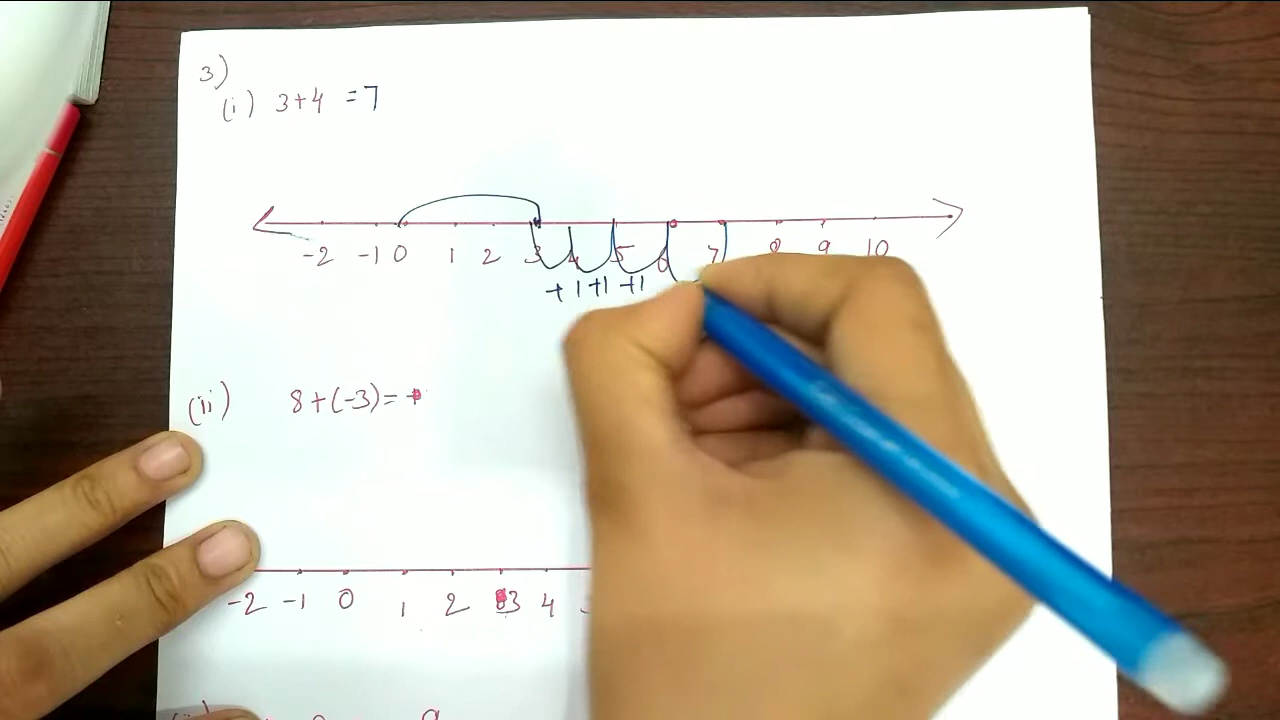 3)
(i) 3+4 =7
-2 -1 0 1 2 3 4 5 6 7 8 9 10
+1 +1 +1
(ii) 8+(-3)= +
-2 -1 0 1 2 3 4